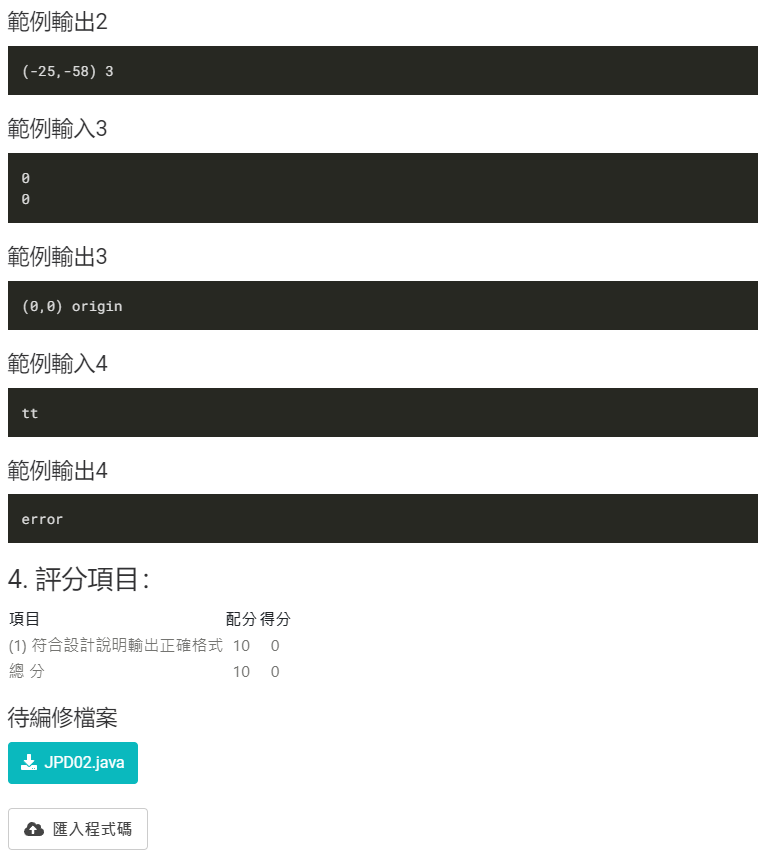 範例輸出2
(-25,-58) 3
範例輸入3
0
0
範例輸出3
(0,0) origin
範例輸入4
tt
範例輸出4
error
4. 評分項目：
項目 配分 得分
(1) 符合設計說明輸出正確格式 10 0
總 分 10 0
待編修檔案
JPD02.java
匯入程式碼